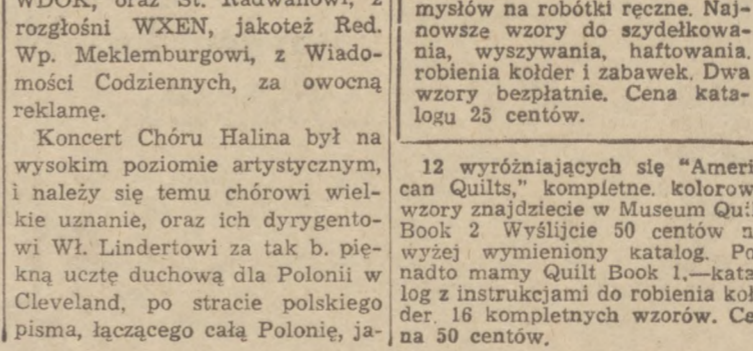 WDOK, oraz St. Radwanowi, z
rozgłośni WXEN, jakoteż Red.
Wp. Meklemburgowi, z Wiado-
mości Codziennych, za owocną
reklamę.
Koncert Chóru Halina był na
wysokim poziomie artystycznym,
i należy się temu chórowi wiel-
kie uznanie, oraz ich dyrygento-
wi Wł. Lindertowi za tak b. pię-
kną ucztę duchową dla Polonii w
Cleveland, po stracie polskiego
pisma, łączącego całą Polonię, ja-
mysłów na robótki ręczne. Naj-
nowsze wzory do szydełkowa-
nia, wyszywania, haftowania,
robienia kołder i zabawek. Dwa
wzory bezpłatnie. Cena kata-
logu 25 centów.
12 wyróżniających się "Ameri
can Quilts," kompletne. kolorow
wzory znajdziecie w Museum Quil
Book 2 Wyślijcie 50 centów n
wyżej wymieniony katalog. Po
nadto mamy Quilt Book 1.—kata
log z instrukcjami do robienia koł
der. 16 kompletnych wzorów. Ce
na 50 centów.